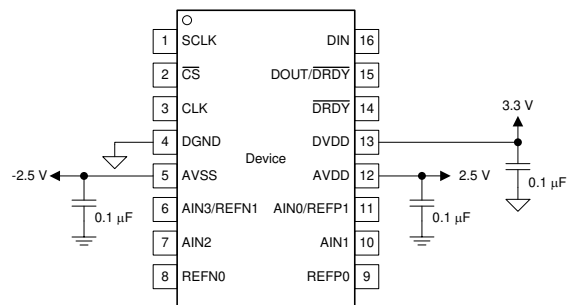 1 SCLK DIN 16
2 CS DOUT/DRDY 15
3 CLK DRDY 14
3.3 V
4 DGND DVDD 13
Device
-2.5 V 5 AVSS AVDD 12 2.5 V
0.1 μF
6 AIN3/REFN1 AIN0/REFP1 11
0.1 μF 0.1 μF
7 AIN2 AIN1 10
8 REFN0 REFP0 9